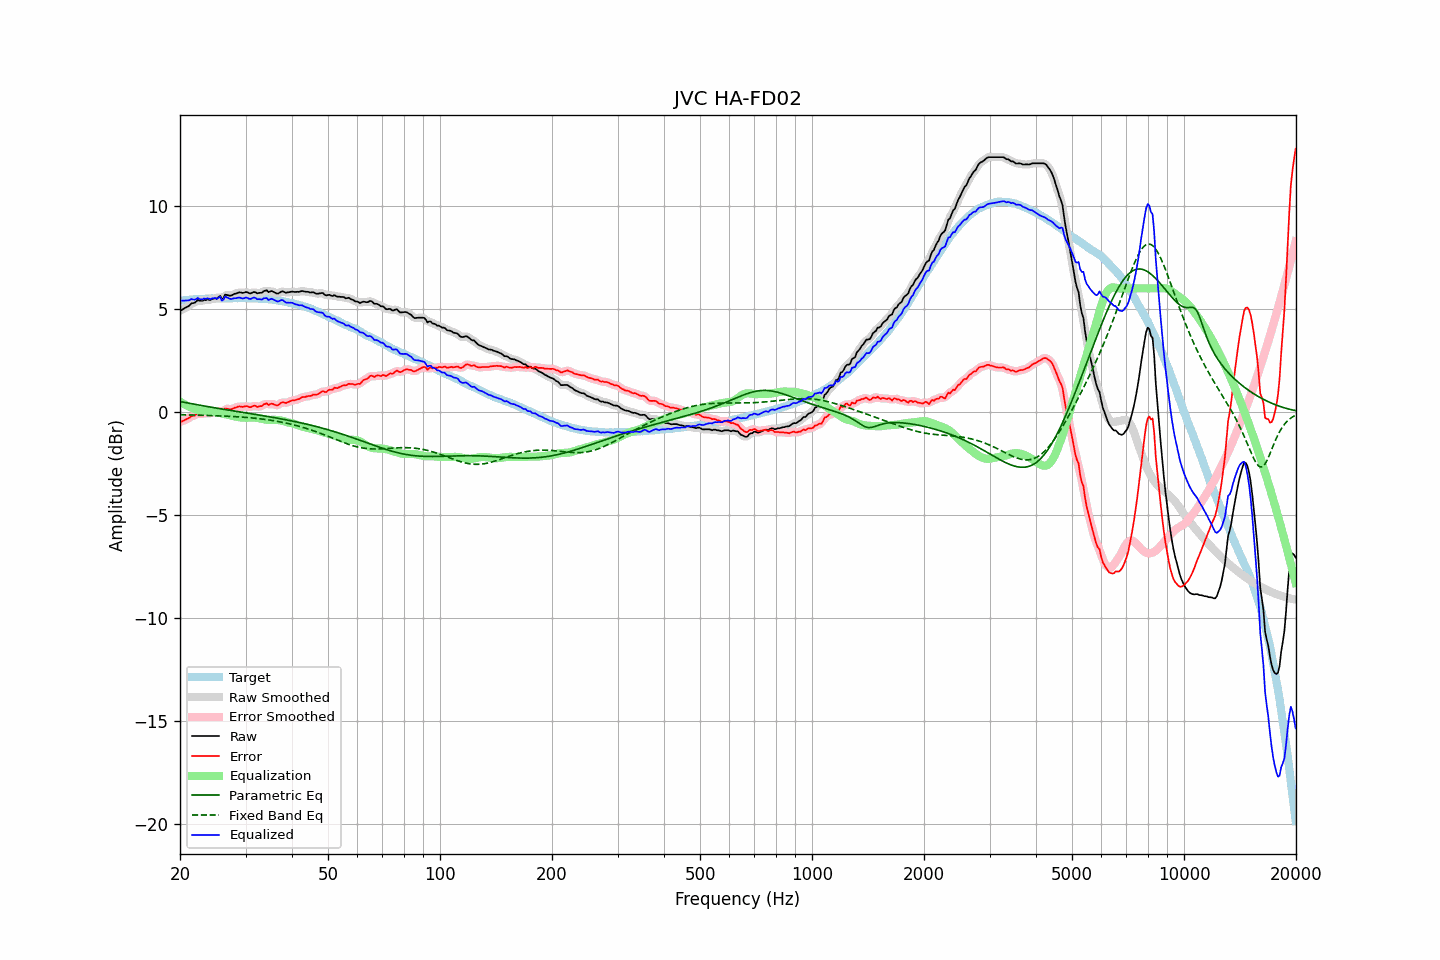 JVC HA-FD02
Amplitude (dBr)
10
5
0
−5
−10
−15
−20
Target
Raw Smoothed
Error Smoothed
Raw
Error
Equalization
Parametric Eq
Fixed Band Eq
Equalized
20 50 100 200 500 1000 2000 5000 10000 20000
Frequency (Hz)